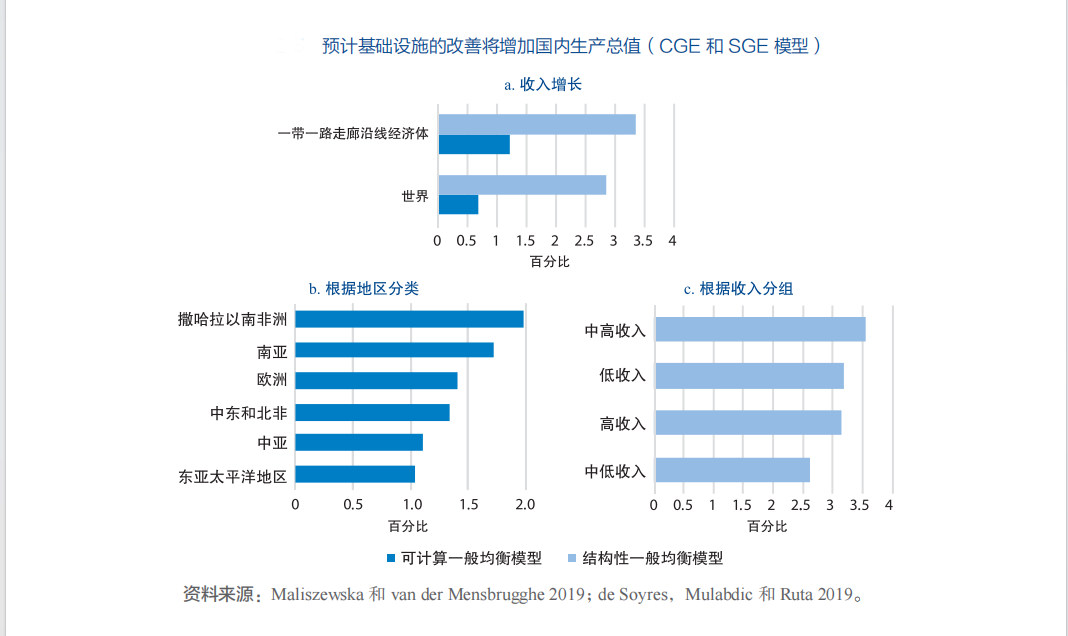 预计基础设施的改善将增加国内生产总值（CGE 和 SGE 模型）
a. 收入增长
一带一路走廊沿线经济体
世界
0 0.5 1 1.5 2 2.5 3 3.5 4
百分比
b. 根据地区分类
撒哈拉以南非洲
南亚
欧洲
中东和北非
中亚
东亚太平洋地区
0 0.5 1.0 1.5 2.0
百分比
c. 根据收入分组
中高收入
低收入
高收入
中低收入
0 0.5 1 1.5 2 2.5 3 3.5 4
百分比
可计算一般均衡模型 结构性一般均衡模型
资料来源：Maliszewska 和 van der Mensbrugghe 2019；de Soyres，Mulabdic 和 Ruta 2019。